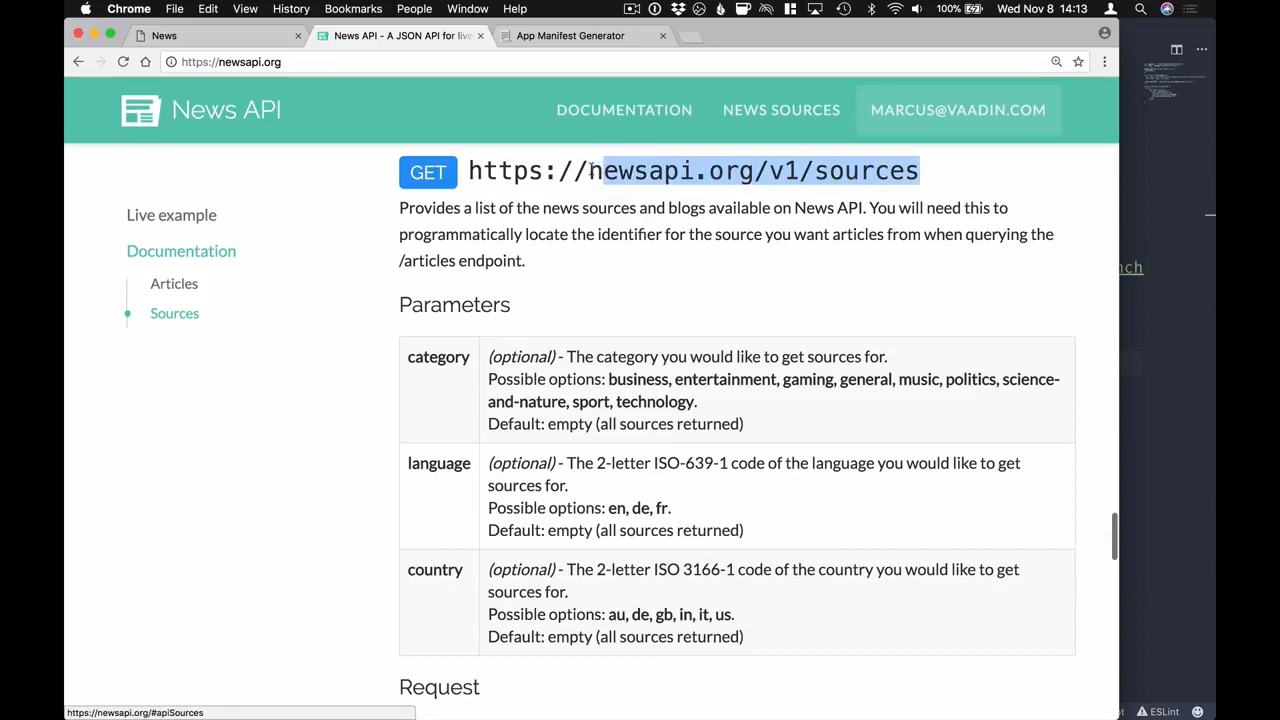 Chrome File Edit View History Bookmarks People Window Help 100% Wed Nov 8 14:13
News
News API - A JSON API for live
App Manifest Generator
https://newsapi.org
News API
DOCUMENTATION
NEWS SOURCES
MARCUS@VAADIN.COM
GET https://newsapi.org/v1/sources
Live example
Documentation
Articles
Sources
Provides a list of the news sources and blogs available on News API. You will need this to
programmatically locate the identifier for the source you want articles from when querying the
/articles endpoint.
Parameters
category
(optional) - The category you would like to get sources for.
Possible options: business, entertainment, gaming, general, music, politics, science-
and-nature, sport, technology.
Default: empty (all sources returned)
language
(optional) - The 2-letter ISO-639-1 code of the language you would like to get
sources for.
Possible options: en, de, fr.
Default: empty (all sources returned)
country
(optional) - The 2-letter ISO 3166-1 code of the country you would like to get
sources for.
Possible options: au, de, gb, in, it, us.
Default: empty (all sources returned)
Request
https://newsapi.org/#apiSources
ESLint